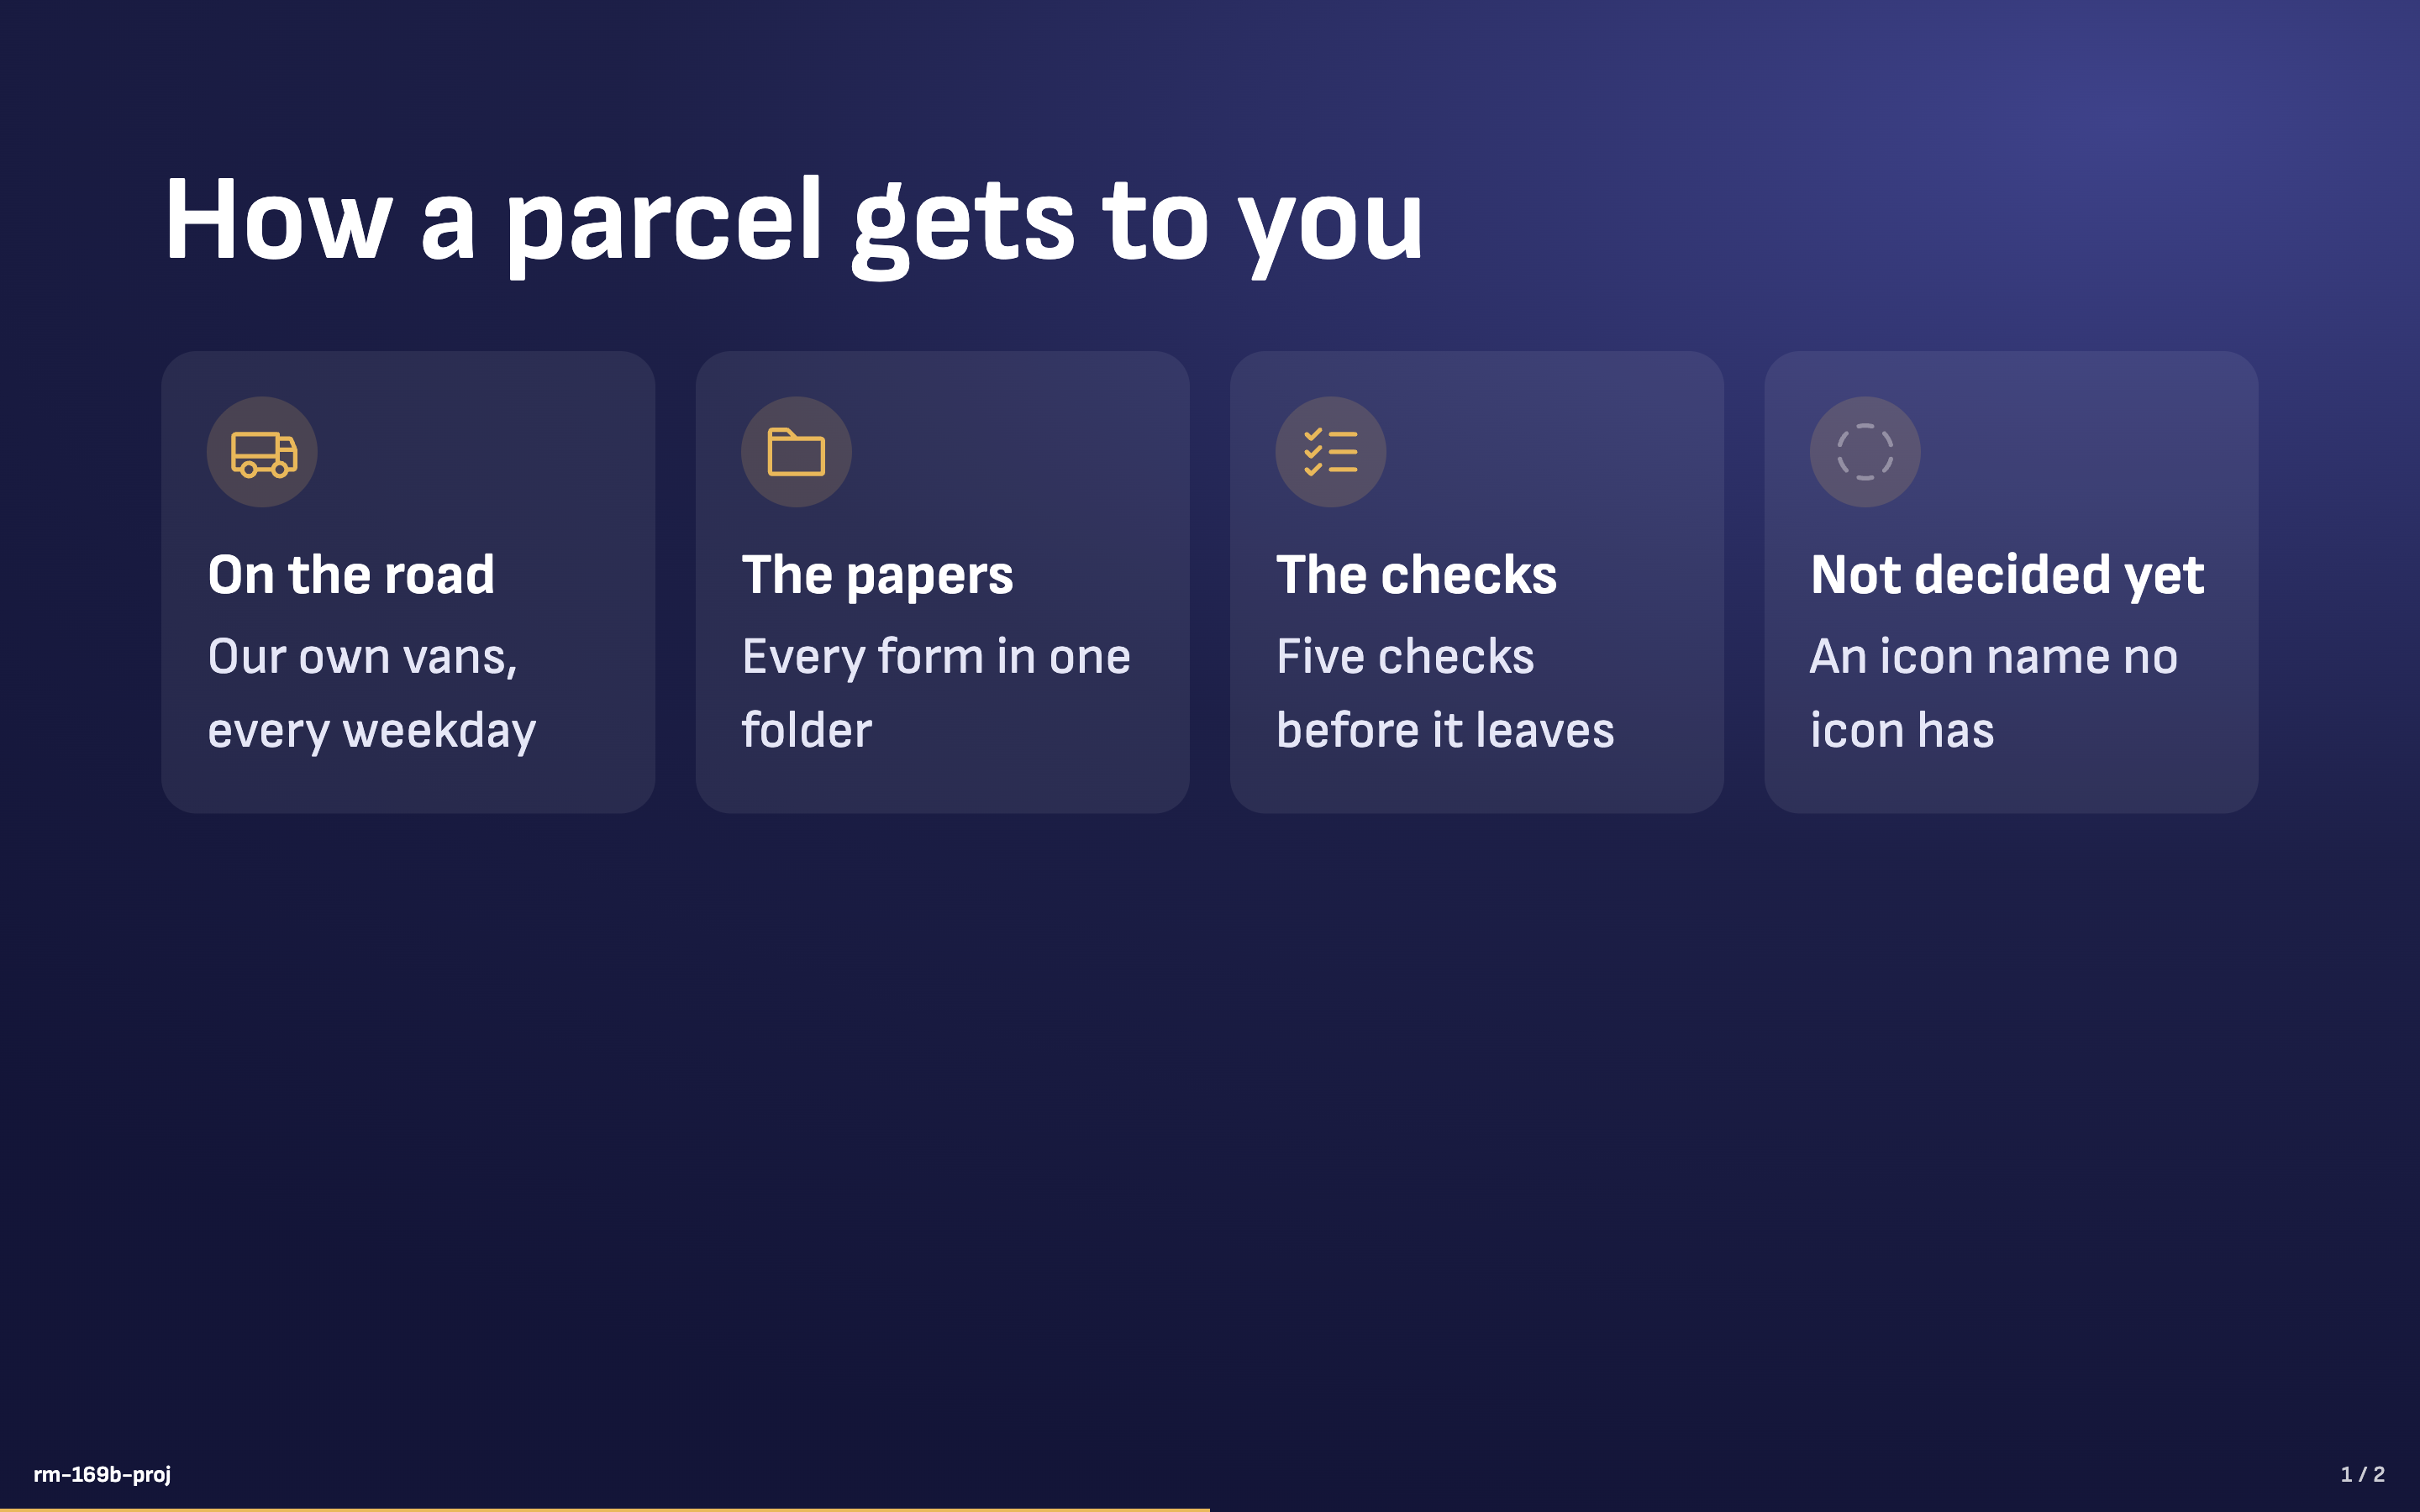 How a parcel gets to you
On the road
Our own vans,
every weekday
The papers
Every form in one
folder
The checks
Five checks
before it leaves
Not decided yet
An icon name no
icon has
rm-169b-proj
1 / 2